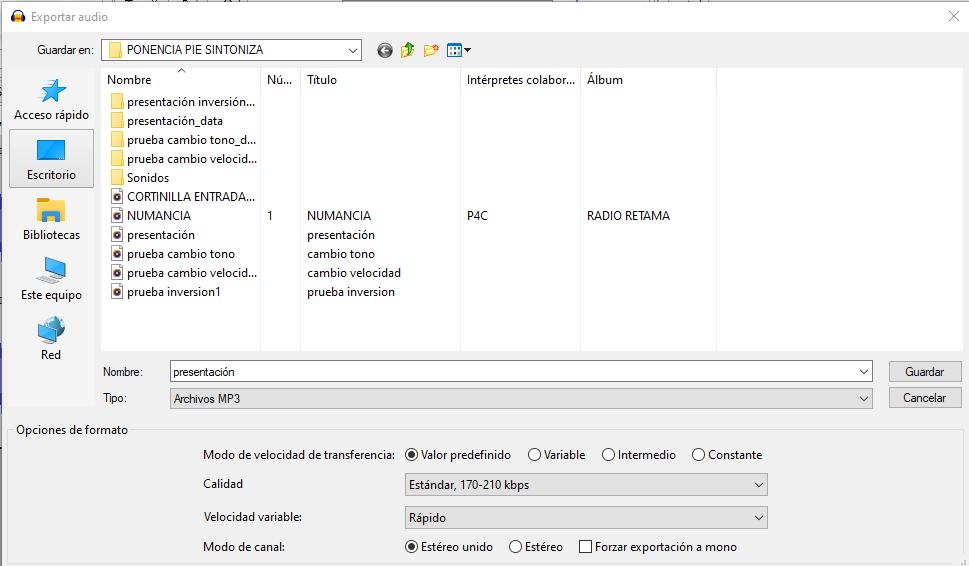 Exportar audio
Guardar en: PONENCIA PIE SINTONIZA
Nombre Nú... Título Intérpretes colabor... Álbum
presentación inversión...
presentación_data
prueba cambio tono_d...
prueba cambio velocid...
Sonidos
CORTINILLA ENTRADA...
NUMANCIA 1 NUMANCIA P4C RADIO RETAMA
presentación presentación
prueba cambio tono cambio tono
prueba cambio velocid... cambio velocidad
prueba inversion1 prueba inversion
Acceso rápido
Escritorio
Bibliotecas
Este equipo
Red
Nombre: presentación Guardar
Tipo: Archivos MP3 Cancelar
Opciones de formato
Modo de velocidad de transferencia: Valor predefinido Variable Intermedio Constante
Calidad Estándar, 170-210 kbps
Velocidad variable: Rápido
Modo de canal: Estéreo unido Estéreo Forzar exportación a mono